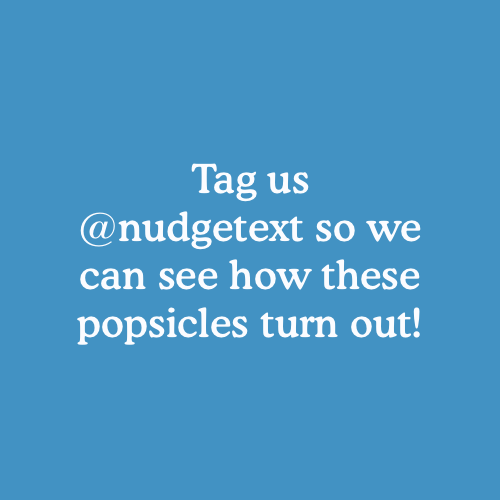 Tag us
@nudgetext so we
can see how these
popsicles turn out!